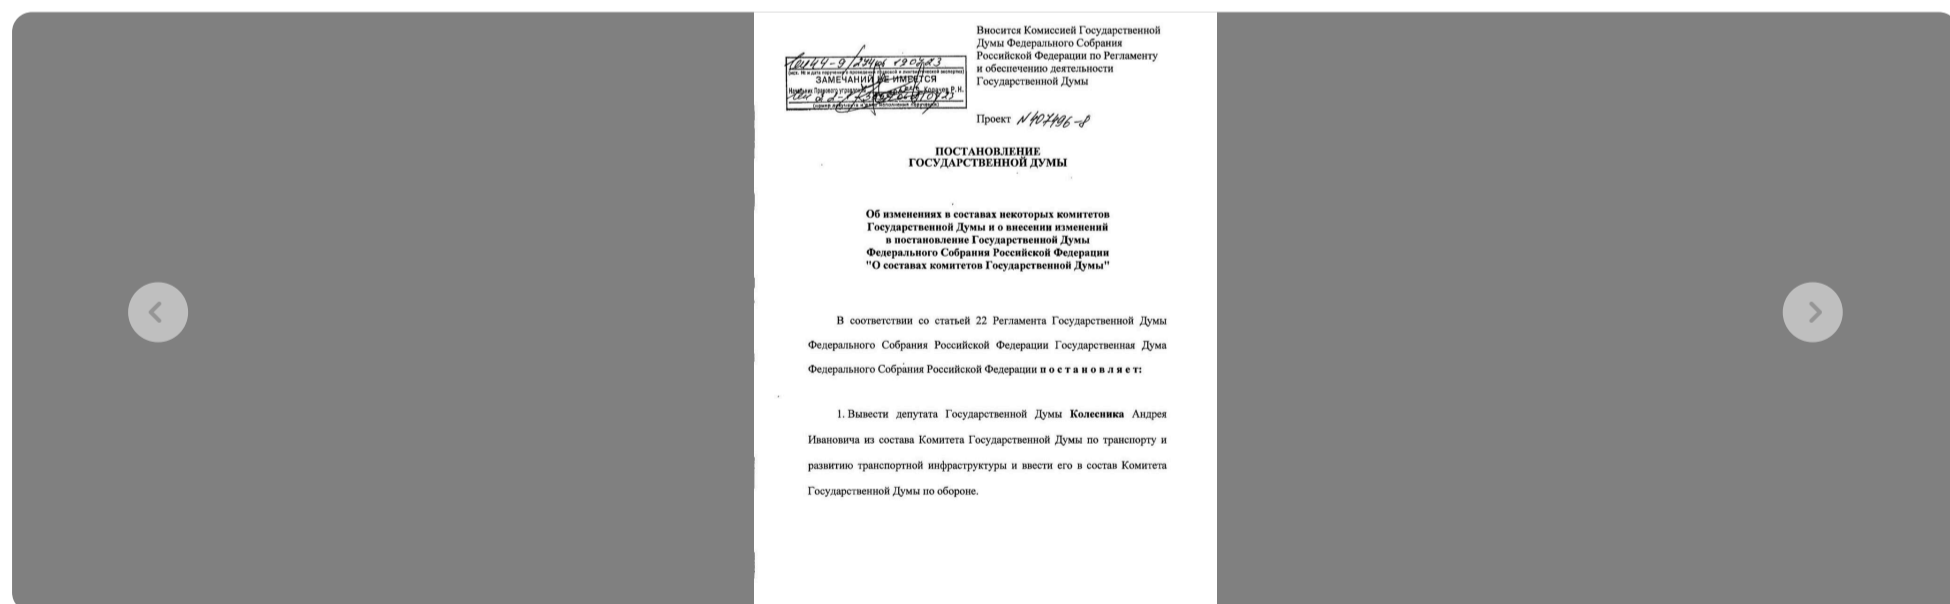 Вносится Комиссией Государственной
Думы Федерального Собрания
Российской Федерации по Регламенту
и обеспечению деятельности
Государственной Думы
ЗАМЕЧАНИЙ НЕ ИМЕЕТСЯ
Проект N 407496-8
ПОСТАНОВЛЕНИЕ
ГОСУДАРСТВЕННОЙ ДУМЫ
Об изменениях в составах некоторых комитетов
Государственной Думы и о внесении изменений
в постановление Государственной Думы
Федерального Собрания Российской Федерации
"О составах комитетов Государственной Думы"
В соответствии со статьей 22 Регламента Государственной Думы
Федерального Собрания Российской Федерации Государственная Дума
Федерального Собрания Российской Федерации п о с т а н о в л я е т:
1. Вывести депутата Государственной Думы Колесника Андрея
Ивановича из состава Комитета Государственной Думы по транспорту и
развитию транспортной инфраструктуры и ввести его в состав Комитета
Государственной Думы по обороне.